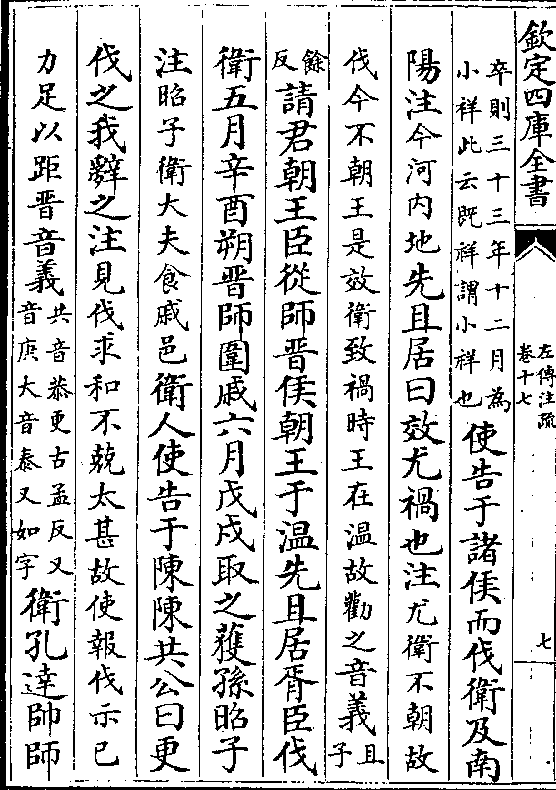 欽定四庫全書
左傳注疏
卷十七
七
卒則三十三年十二月為
小祥此云既祥謂小祥也
使告于諸侯而伐衛及南
陽注今河内地先且居曰效尤禍也注尤衛不朝故
伐今不朝王是效衛致禍時王在温故勸之音義且子
餘反請君朝王臣從師晉侯朝王于温先且居胥臣伐
衛五月辛酉朔晉師圍戚六月戊戌取之獲孫昭子
注昭子衛大夫食戚邑衛人使告于陳陳共公曰更
伐之我辭之注見伐求和不兢太甚故使報伐示已
力足以距晉音義共音恭更古孟反又
音庚大音泰又如字
衛孔達帥師